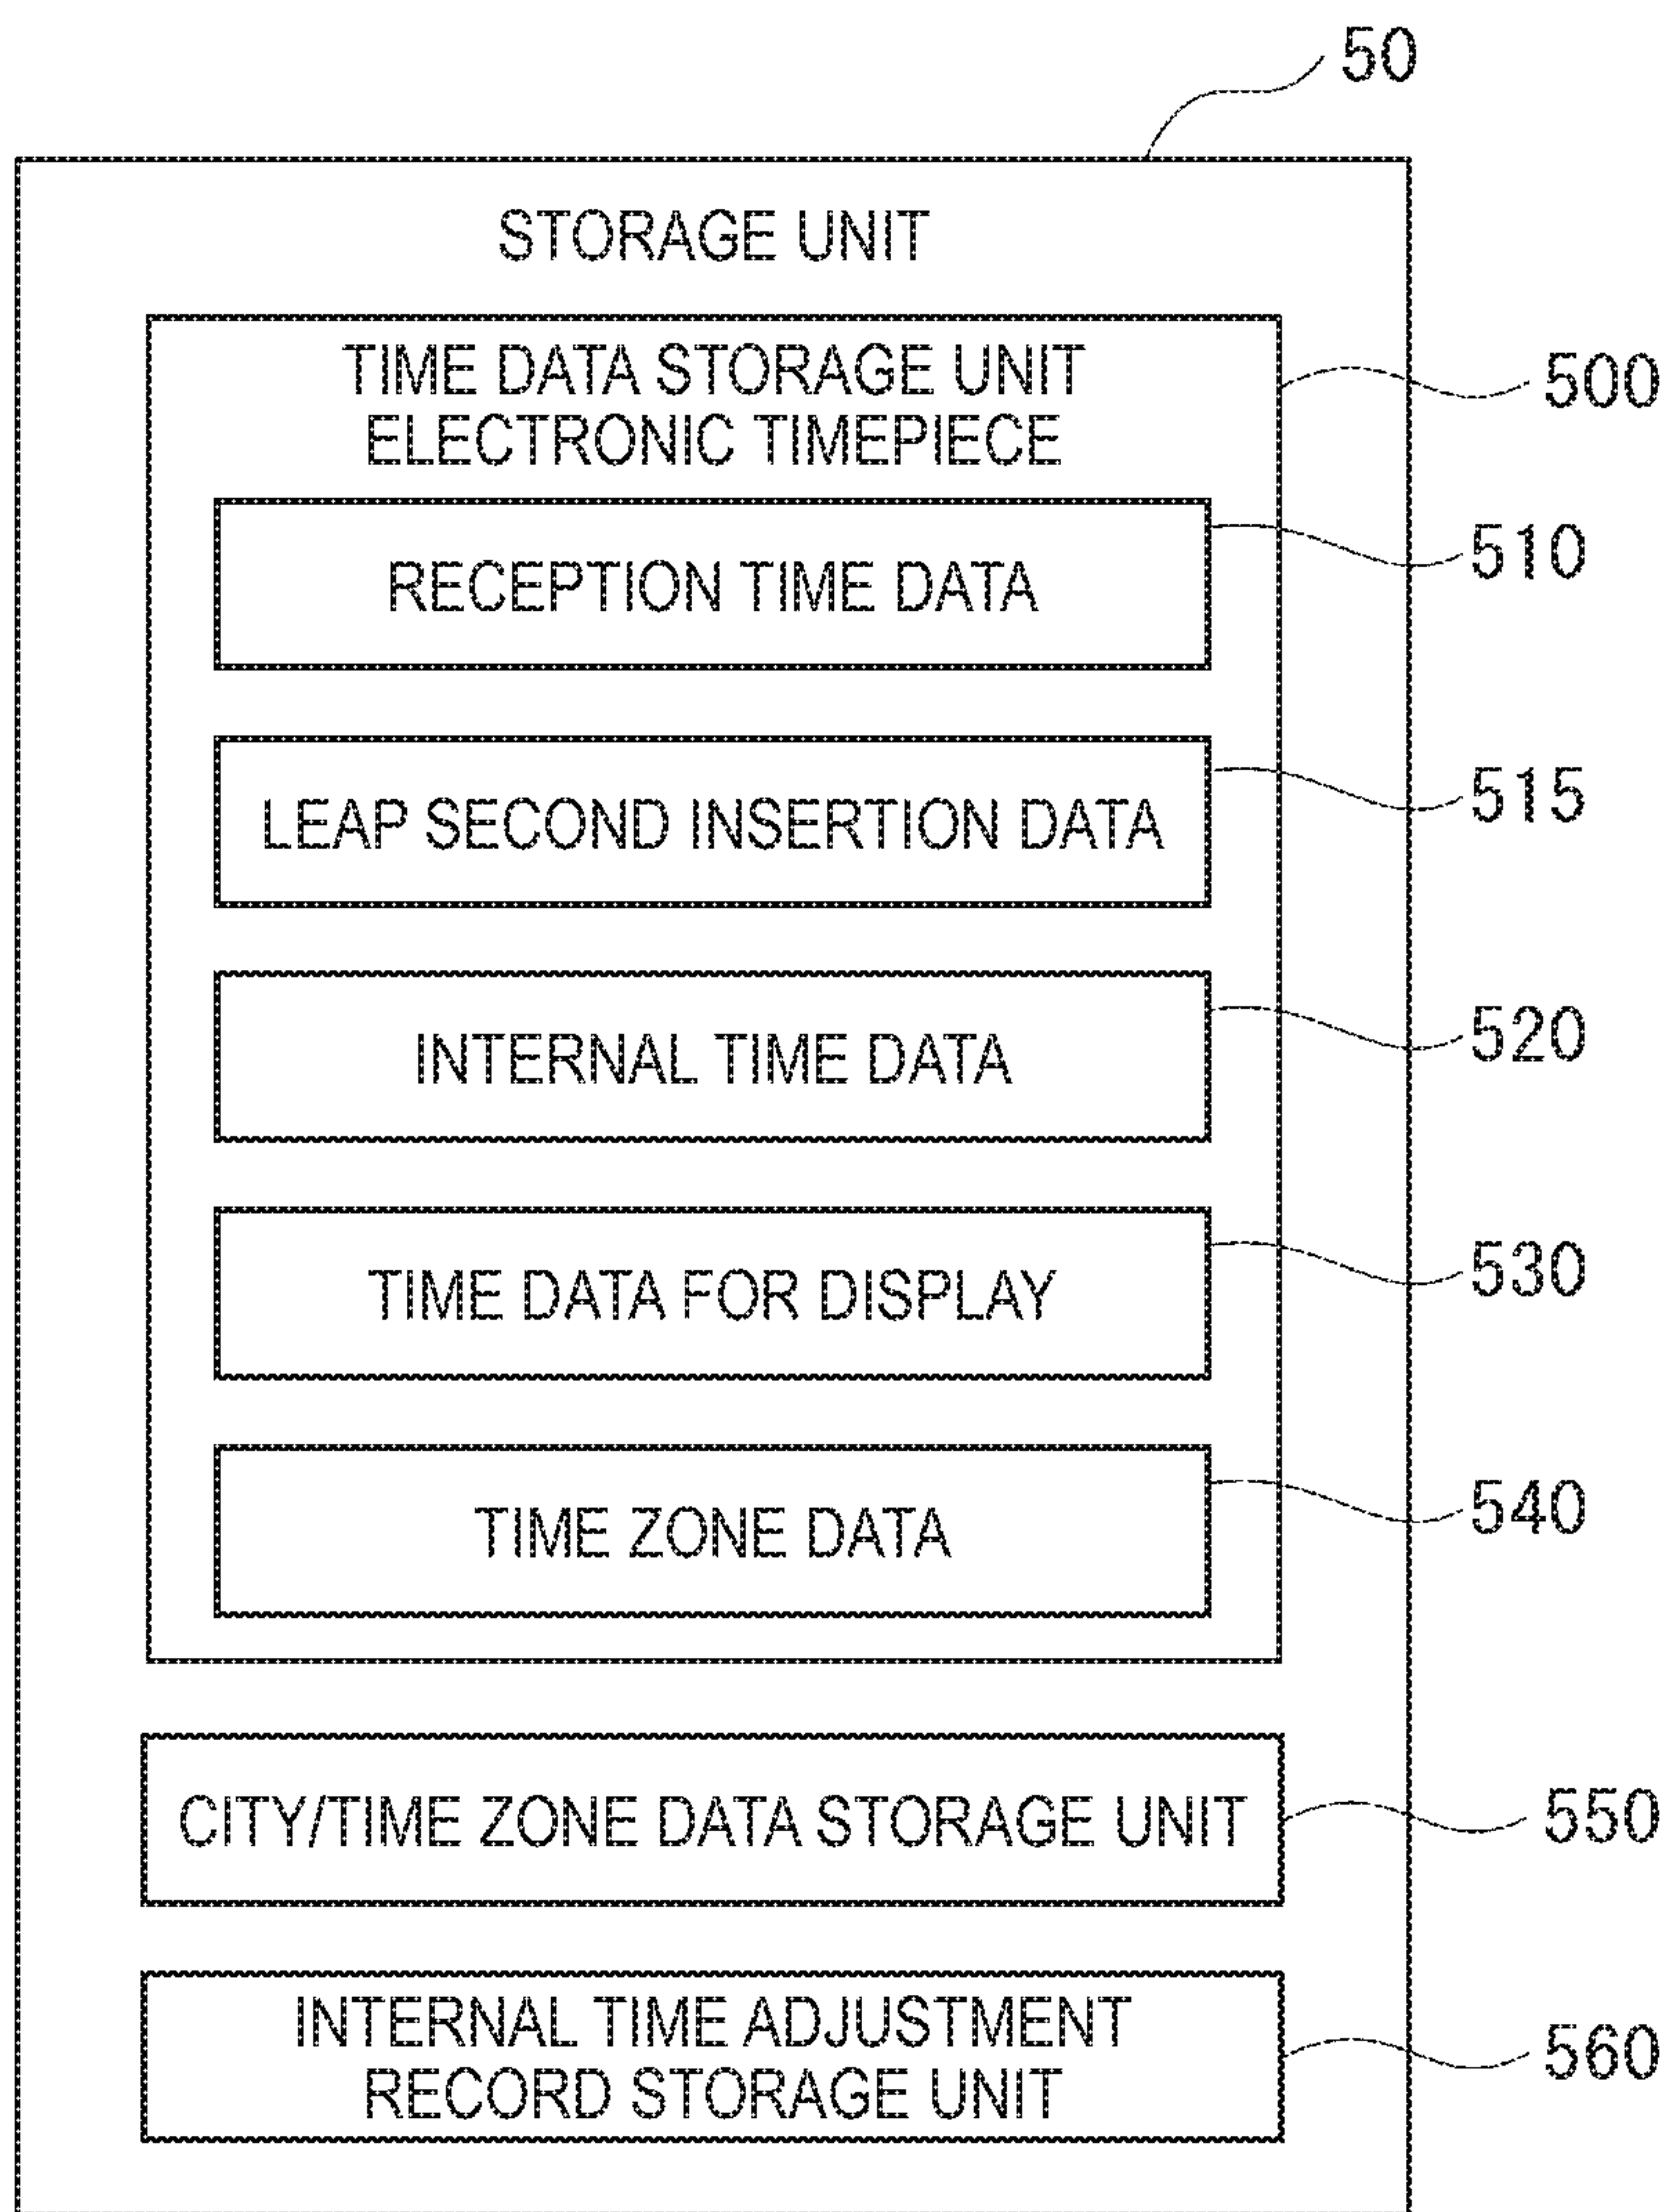 50
STORAGE UNIT
TIME DATA STORAGE UNIT
ELECTRONIC TIMEPIECE
500
RECEPTION TIME DATA
510
LEAP SECOND INSERTION DATA
515
INTERNAL TIME DATA
520
TIME DATA FOR DISPLAY
530
TIME ZONE DATA
540
CITY/TIME ZONE DATA STORAGE UNIT
550
INTERNAL TIME ADJUSTMENT
RECORD STORAGE UNIT
560